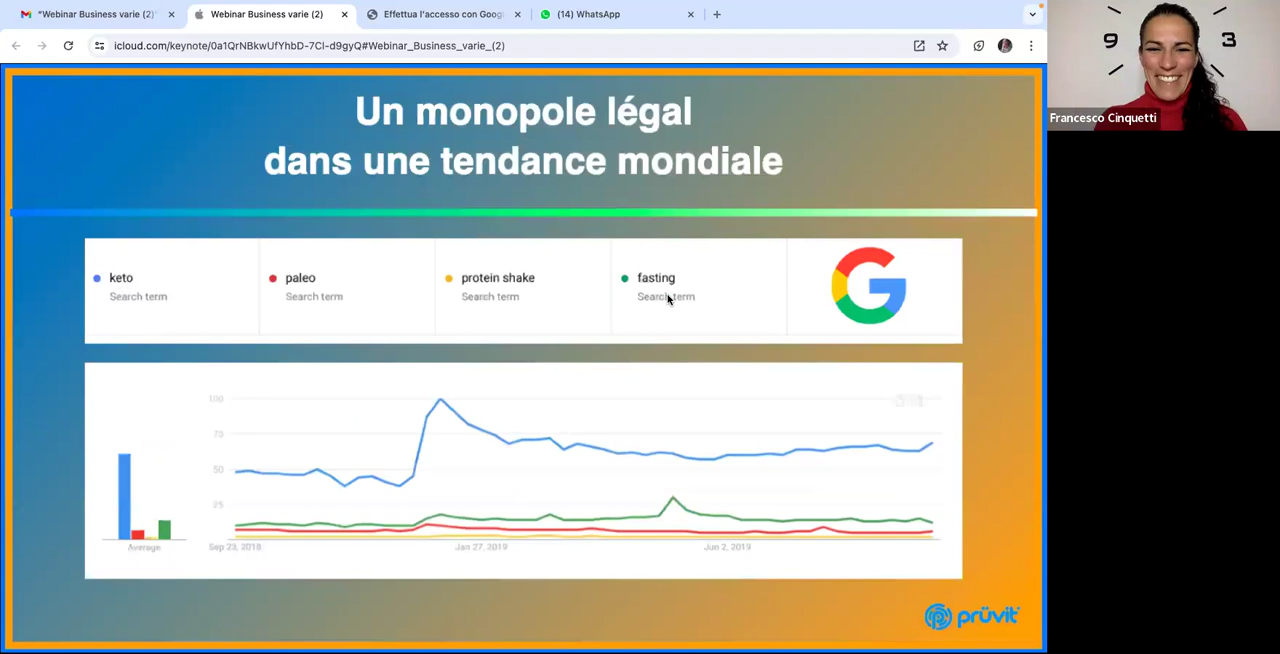 "Webinar Business varie (2)"
Webinar Business varie (2)
Effettua l'accesso con Googl
(14) WhatsApp
icloud.com/keynote/0a1QrNBkwUfYhbD-7CI-d9gyQ#Webinar_Business_varie_(2)
9 3
Francesco Cinquetti
Un monopole légal
dans une tendance mondiale
keto
Search term
paleo
Search term
protein shake
Search term
fasting
Search term
G
100
75
50
25
Average
Sep 23, 2018
Jan 27, 2019
Jun 2, 2019
prüvit